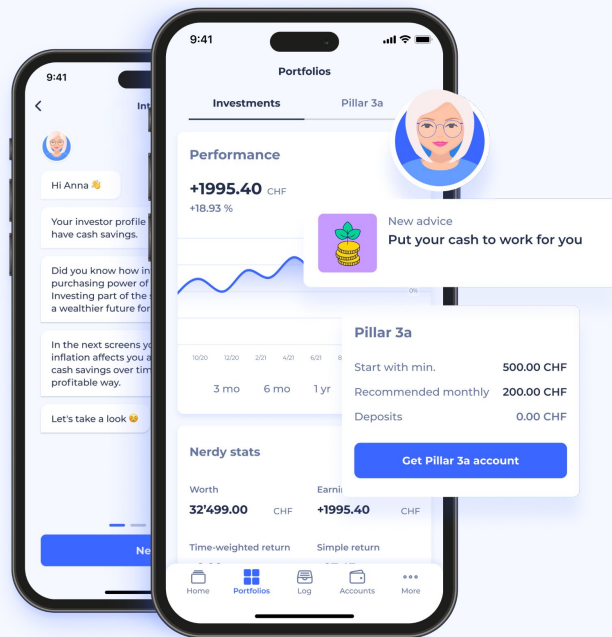 9:41
Int
Hi Anna 👋
Your investor profile
have cash savings.
Did you know how in
purchasing power of
Investing part of the s
a wealthier future for
In the next screens yo
inflation affects you a
cash savings over tim
profitable way.
Let's take a look 😊
Ne
9:41
Portfolios
Investments Pillar 3a
Performance
+1995.40 CHF
+18.93 %
0%
10/20 12/20 2/21 4/21 6/21 8
3 mo 6 mo 1 yr
New advice
Put your cash to work for you
Pillar 3a
Start with min. 500.00 CHF
Recommended monthly 200.00 CHF
Deposits 0.00 CHF
Get Pillar 3a account
Nerdy stats
Worth Earni
32'499.00 CHF +1995.40 CHF
Time-weighted return Simple return
Home Portfolios Log Accounts More